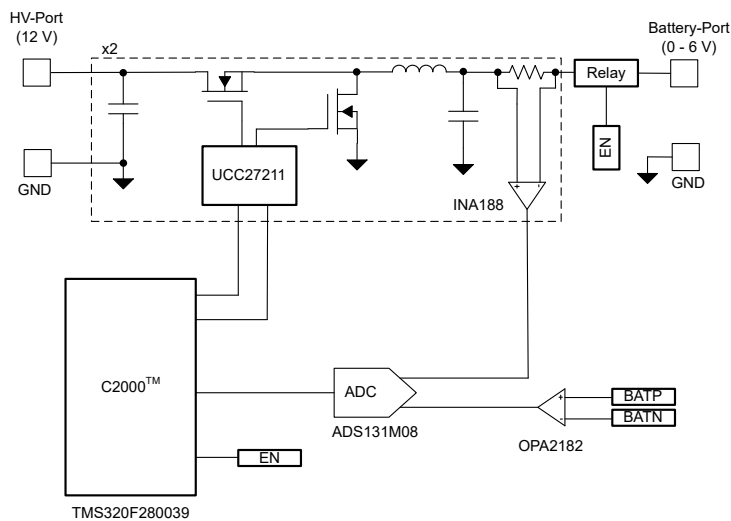 HV-Port
(12 V)
x2
Battery-Port
(0 - 6 V)
Relay
EN
GND
GND
UCC27211
+ -
INA188
C2000™
ADC
ADS131M08
BATP
BATN
+
-
OPA2182
EN
TMS320F280039